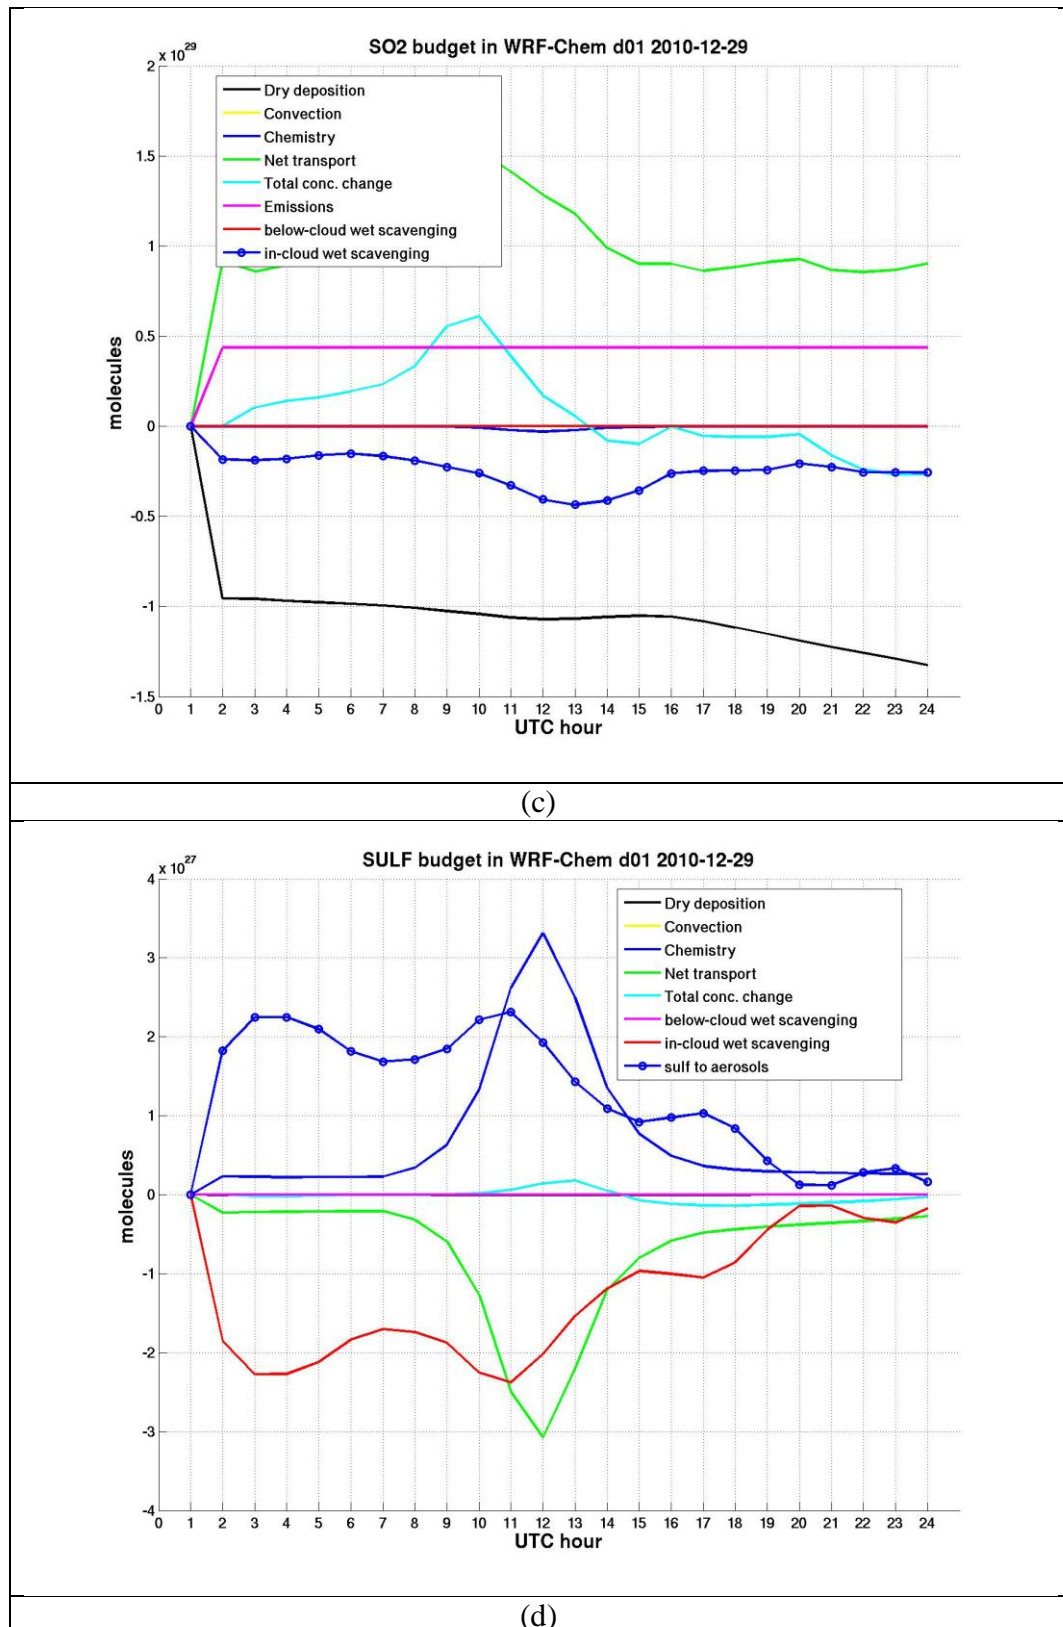 x 10^29
SO2 budget in WRF-Chem d01 2010-12-29
2
1.5
1
0.5
0
-0.5
-1
-1.5
molecules
Dry deposition
Convection
Chemistry
Net transport
Total conc. change
Emissions
below-cloud wet scavenging
in-cloud wet scavenging
0 1 2 3 4 5 6 7 8 9 10 11 12 13 14 15 16 17 18 19 20 21 22 23 24
UTC hour
(c)
x 10^27
SULF budget in WRF-Chem d01 2010-12-29
4
3
2
1
0
-1
-2
-3
-4
molecules
Dry deposition
Convection
Chemistry
Net transport
Total conc. change
below-cloud wet scavenging
in-cloud wet scavenging
sulf to aerosols
0 1 2 3 4 5 6 7 8 9 10 11 12 13 14 15 16 17 18 19 20 21 22 23 24
UTC hour
(d)